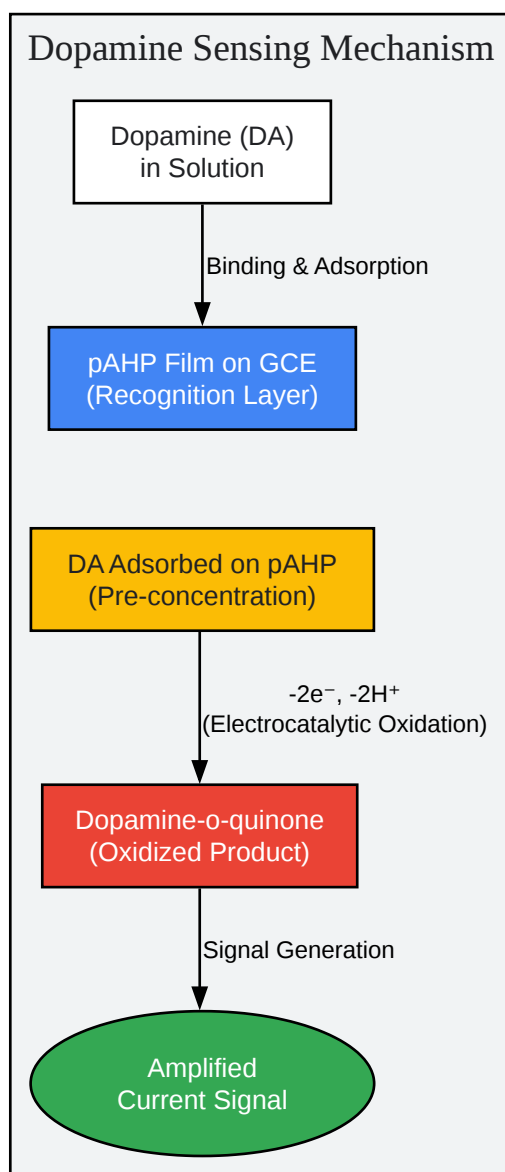 Dopamine Sensing Mechanism
Dopamine (DA)
in Solution
Binding & Adsorption
pAHP Film on GCE
(Recognition Layer)
DA Adsorbed on pAHP
(Pre-concentration)
-2e⁻, -2H⁺
(Electrocatalytic Oxidation)
Dopamine-o-quinone
(Oxidized Product)
Signal Generation
Amplified
Current Signal